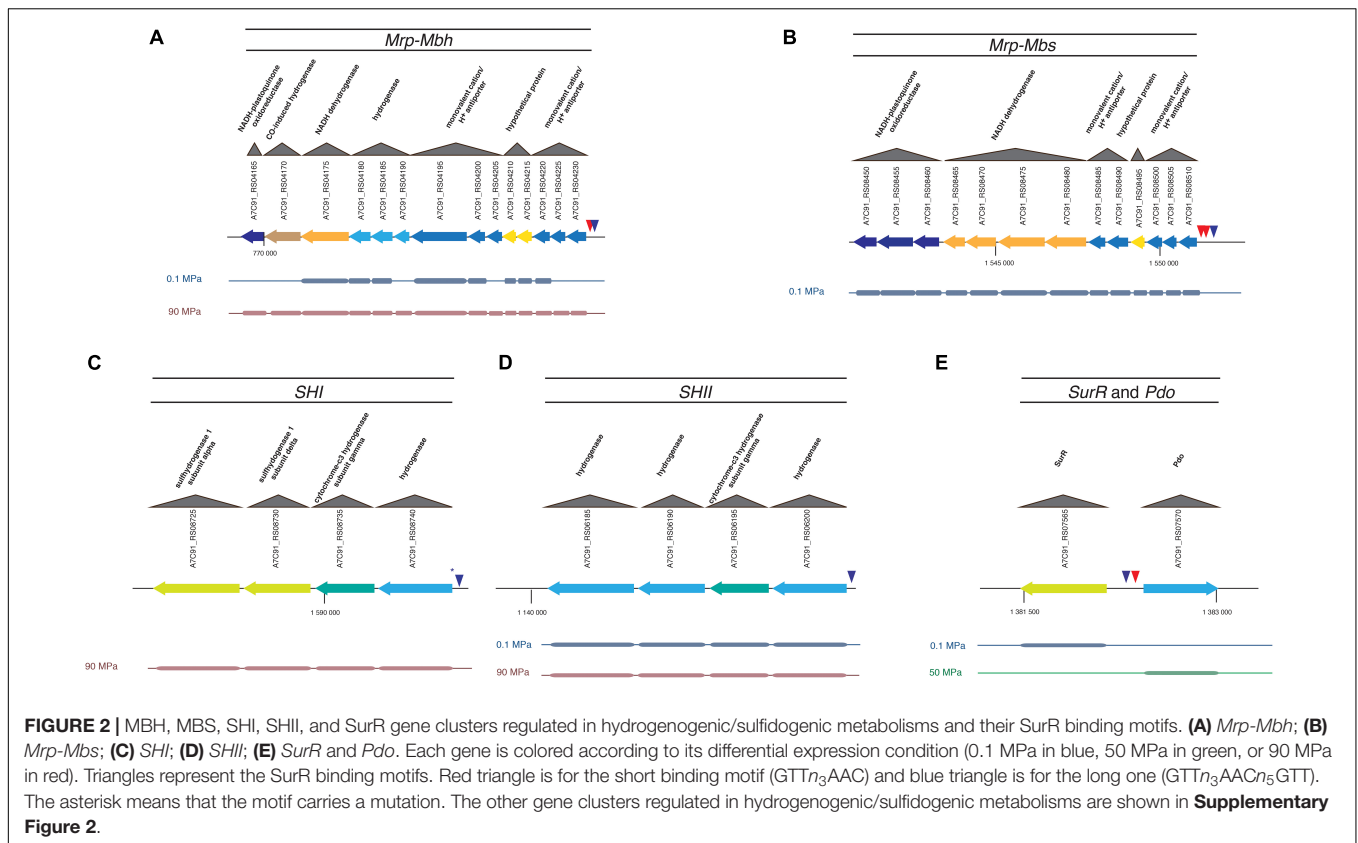 A
Mrp-Mbh
NADH-plastoquinone
oxidoreductase
CO-induced hydrogenase
NADH dehydrogenase
hydrogenase
monovalent cation/
H+ antiporter
hypothetical protein
monovalent cation/
H+ antiporter
A7C91_RS04165
A7C91_RS04170
A7C91_RS04175
A7C91_RS04180
A7C91_RS04185
A7C91_RS04190
A7C91_RS04195
A7C91_RS04200
A7C91_RS04205
A7C91_RS04210
A7C91_RS04215
A7C91_RS04220
A7C91_RS04225
A7C91_RS04230
770 000
0.1 MPa
90 MPa
B
Mrp-Mbs
NADH-plastoquinone
oxidoreductase
NADH dehydrogenase
monovalent cation/
H+ antiporter
hypothetical protein
monovalent cation/
H+ antiporter
A7C91_RS08450
A7C91_RS08455
A7C91_RS08460
A7C91_RS08465
A7C91_RS08470
A7C91_RS08475
A7C91_RS08480
A7C91_RS08485
A7C91_RS08490
A7C91_RS08495
A7C91_RS08500
A7C91_RS08505
A7C91_RS08510
1 545 000
1 550 000
0.1 MPa
C
SHI
sulfhydrogenase 1
subunit alpha
sulfhydogenase 1
subunit delta
cytochrome-c3 hydrogenase
subunit gamma
hydrogenase
A7C91_RS08725
A7C91_RS08730
A7C91_RS08735
A7C91_RS08740
*
1 590 000
90 MPa
D
SHII
hydrogenase
hydrogenase
cytochrome-c3 hydrogenase
subunit gamma
hydrogenase
A7C91_RS06185
A7C91_RS06190
A7C91_RS06195
A7C91_RS06200
1 140 000
0.1 MPa
90 MPa
E
SurR and Pdo
SurR
Pdo
A7C91_RS07565
A7C91_RS07570
1 381 500
1 383 000
0.1 MPa
50 MPa
FIGURE 2 | MBH, MBS, SHI, SHII, and SurR gene clusters regulated in hydrogenogenic/sulfidogenic metabolisms and their SurR binding motifs. (A) Mrp-Mbh; (B)
Mrp-Mbs; (C) SHI; (D) SHII; (E) SurR and Pdo. Each gene is colored according to its differential expression condition (0.1 MPa in blue, 50 MPa in green, or 90 MPa
in red). Triangles represent the SurR binding motifs. Red triangle is for the short binding motif (GTTn3AAC) and blue triangle is for the long one (GTTn3AACn5GTT).
The asterisk means that the motif carries a mutation. The other gene clusters regulated in hydrogenogenic/sulfidogenic metabolisms are shown in Supplementary
Figure 2.